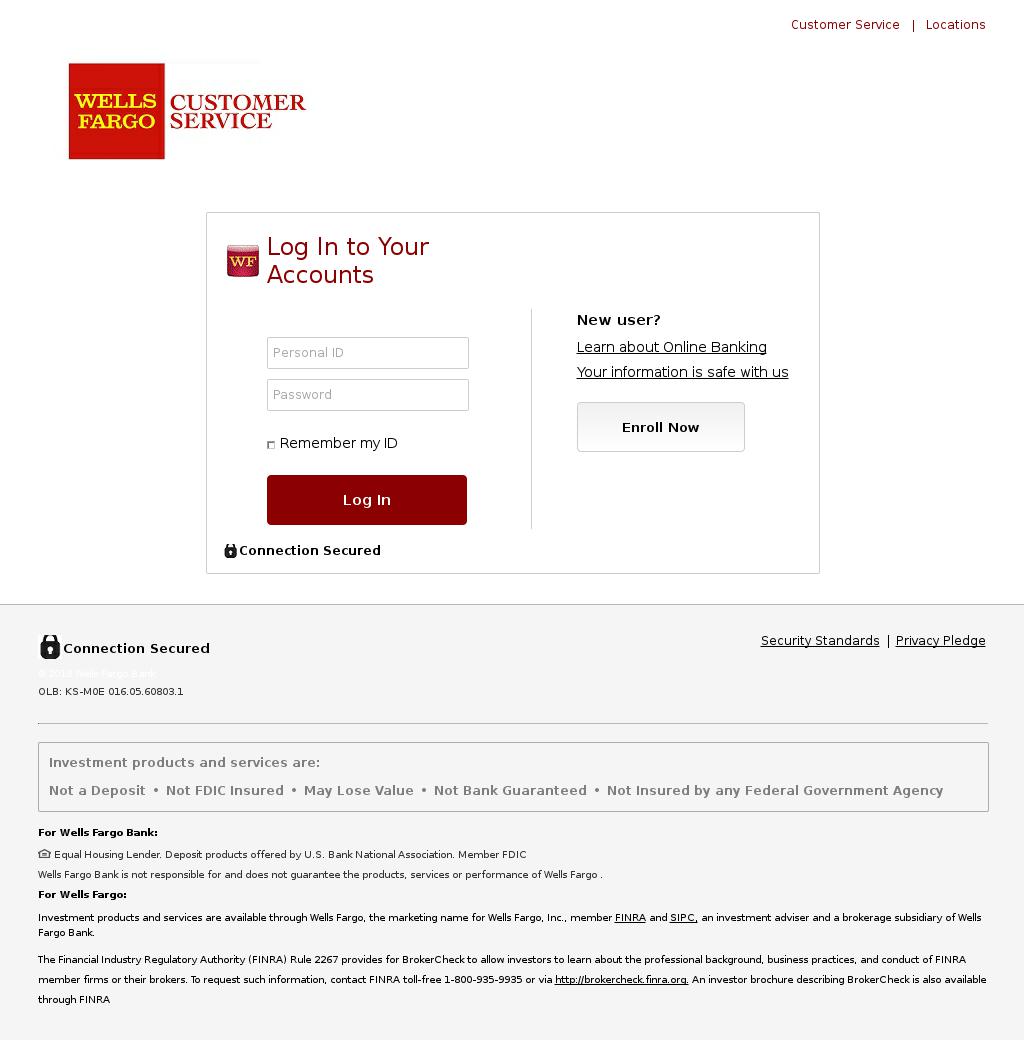 Customer Service | Locations
WELLS FARGO
CUSTOMER SERVICE
WF
Log In to Your
Accounts
Personal ID
Password
Remember my ID
Log In
Connection Secured
New user?
Learn about Online Banking
Your information is safe with us
Enroll Now
Connection Secured
Security Standards | Privacy Pledge
© 2018 Wells Fargo Bank
OLB: KS-M0E 016.05.60803.1
Investment products and services are:
Not a Deposit • Not FDIC Insured • May Lose Value • Not Bank Guaranteed • Not Insured by any Federal Government Agency
For Wells Fargo Bank:
Equal Housing Lender. Deposit products offered by U.S. Bank National Association. Member FDIC
Wells Fargo Bank is not responsible for and does not guarantee the products, services or performance of Wells Fargo .
For Wells Fargo:
Investment products and services are available through Wells Fargo, the marketing name for Wells Fargo, Inc., member FINRA and SIPC, an investment adviser and a brokerage subsidiary of Wells
Fargo Bank.
The Financial Industry Regulatory Authority (FINRA) Rule 2267 provides for BrokerCheck to allow investors to learn about the professional background, business practices, and conduct of FINRA
member firms or their brokers. To request such information, contact FINRA toll-free 1-800-935-9935 or via http://brokercheck.finra.org. An investor brochure describing BrokerCheck is also available
through FINRA